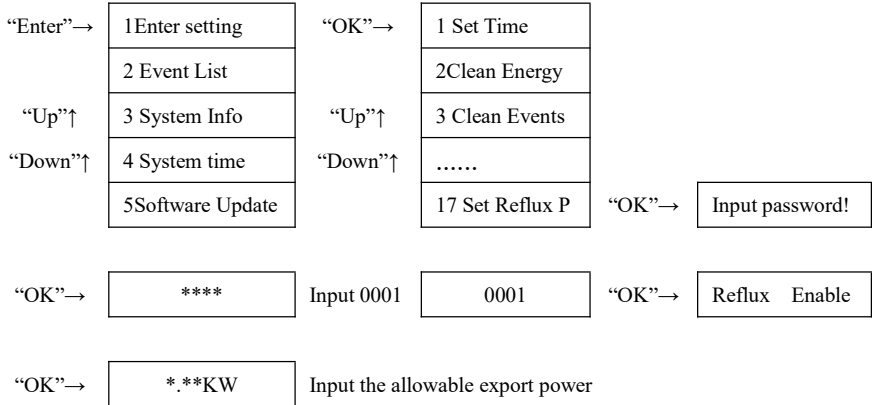 “Enter”→ 1Enter setting “OK”→ 1 Set Time
2 Event List 2Clean Energy
“Up”↑ 3 System Info “Up”↑ 3 Clean Events
“Down”↑ 4 System time “Down”↑ ……
5Software Update 17 Set Reflux P “OK”→ Input password!
“OK”→ **** Input 0001 0001 “OK”→ Reflux Enable
“OK”→ *.**KW Input the allowable export power